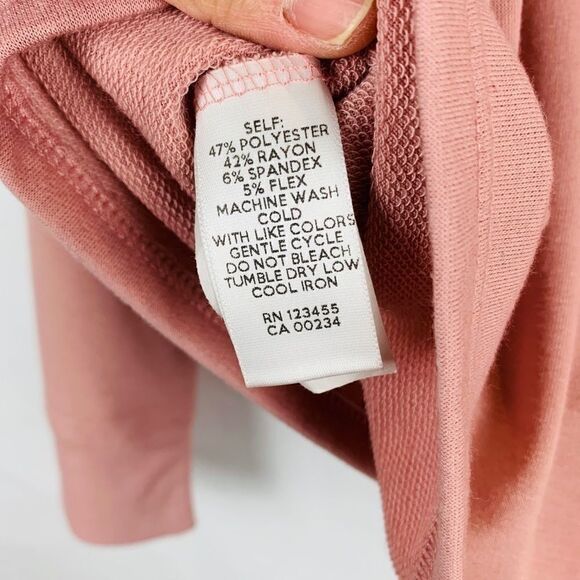 SELF:
47% POLYESTER
42% RAYON
6% SPANDEX
5% FLEX
MACHINE WASH
COLD
WITH LIKE COLORS
GENTLE CYCLE
DO NOT BLEACH
TUMBLE DRY LOW
COOL IRON
RN 123455
CA 00234